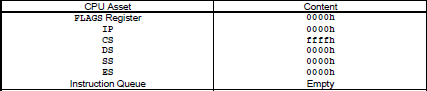 CPU Asset Content
FLAGS Register 0000h
IP 0000h
CS ffffh
DS 0000h
SS 0000h
ES 0000h
Instruction Queue Empty